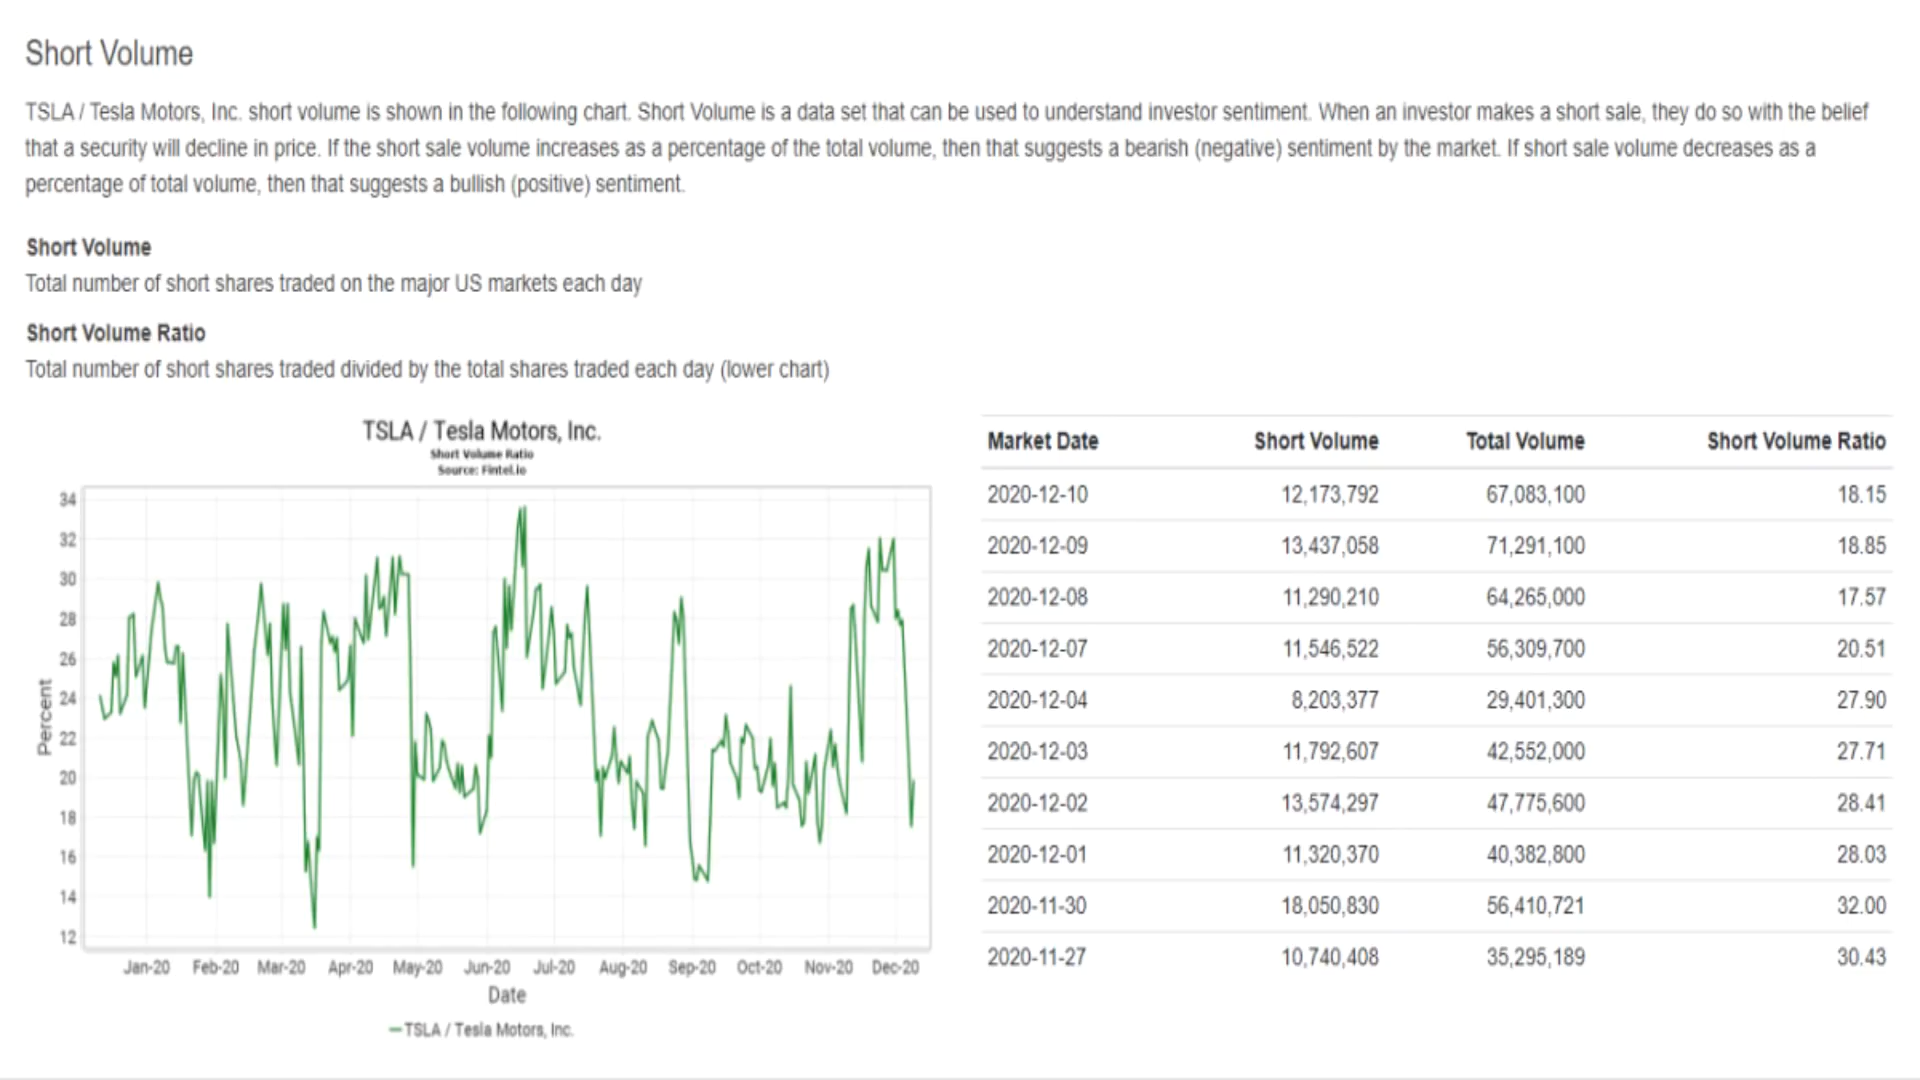 Short Volume
TSLA / Tesla Motors, Inc. short volume is shown in the following chart. Short Volume is a data set that can be used to understand investor sentiment. When an investor makes a short sale, they do so with the belief
that a security will decline in price. If the short sale volume increases as a percentage of the total volume, then that suggests a bearish (negative) sentiment by the market. If short sale volume decreases as a
percentage of total volume, then that suggests a bullish (positive) sentiment.
Short Volume
Total number of short shares traded on the major US markets each day
Short Volume Ratio
Total number of short shares traded divided by the total shares traded each day (lower chart)
TSLA / Tesla Motors, Inc.
Short Volume Ratio
Source: Fintel.io
34
32
30
28
26
24
22
20
18
16
14
12
Percent
Jan-20 Feb-20 Mar-20 Apr-20 May-20 Jun-20 Jul-20 Aug-20 Sep-20 Oct-20 Nov-20 Dec-20
Date
TSLA / Tesla Motors, Inc.
Market Date Short Volume Total Volume Short Volume Ratio
2020-12-10 12,173,792 67,083,100 18.15
2020-12-09 13,437,058 71,291,100 18.85
2020-12-08 11,290,210 64,265,000 17.57
2020-12-07 11,546,522 56,309,700 20.51
2020-12-04 8,203,377 29,401,300 27.90
2020-12-03 11,792,607 42,552,000 27.71
2020-12-02 13,574,297 47,775,600 28.41
2020-12-01 11,320,370 40,382,800 28.03
2020-11-30 18,050,830 56,410,721 32.00
2020-11-27 10,740,408 35,295,189 30.43